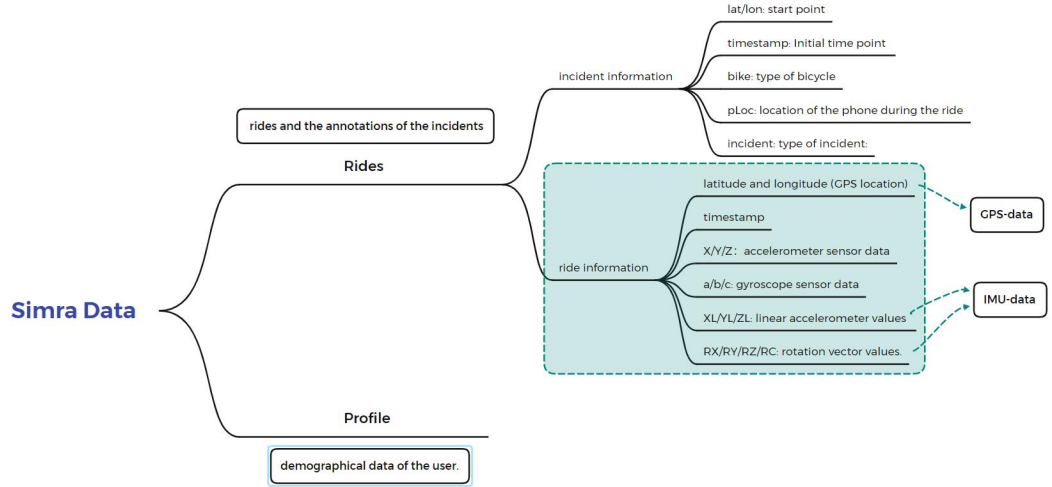 Simra Data
rides and the annotations of the incidents
Rides
incident information
lat/lon: start point
timestamp: Initial time point
bike: type of bicycle
pLoc: location of the phone during the ride
incident: type of incident:
ride information
latitude and longitude (GPS location)
timestamp
X/Y/Z： accelerometer sensor data
a/b/c: gyroscope sensor data
XL/YL/ZL: linear accelerometer values
RX/RY/RZ/RC: rotation vector values.
GPS-data
IMU-data
Profile
demographical data of the user.